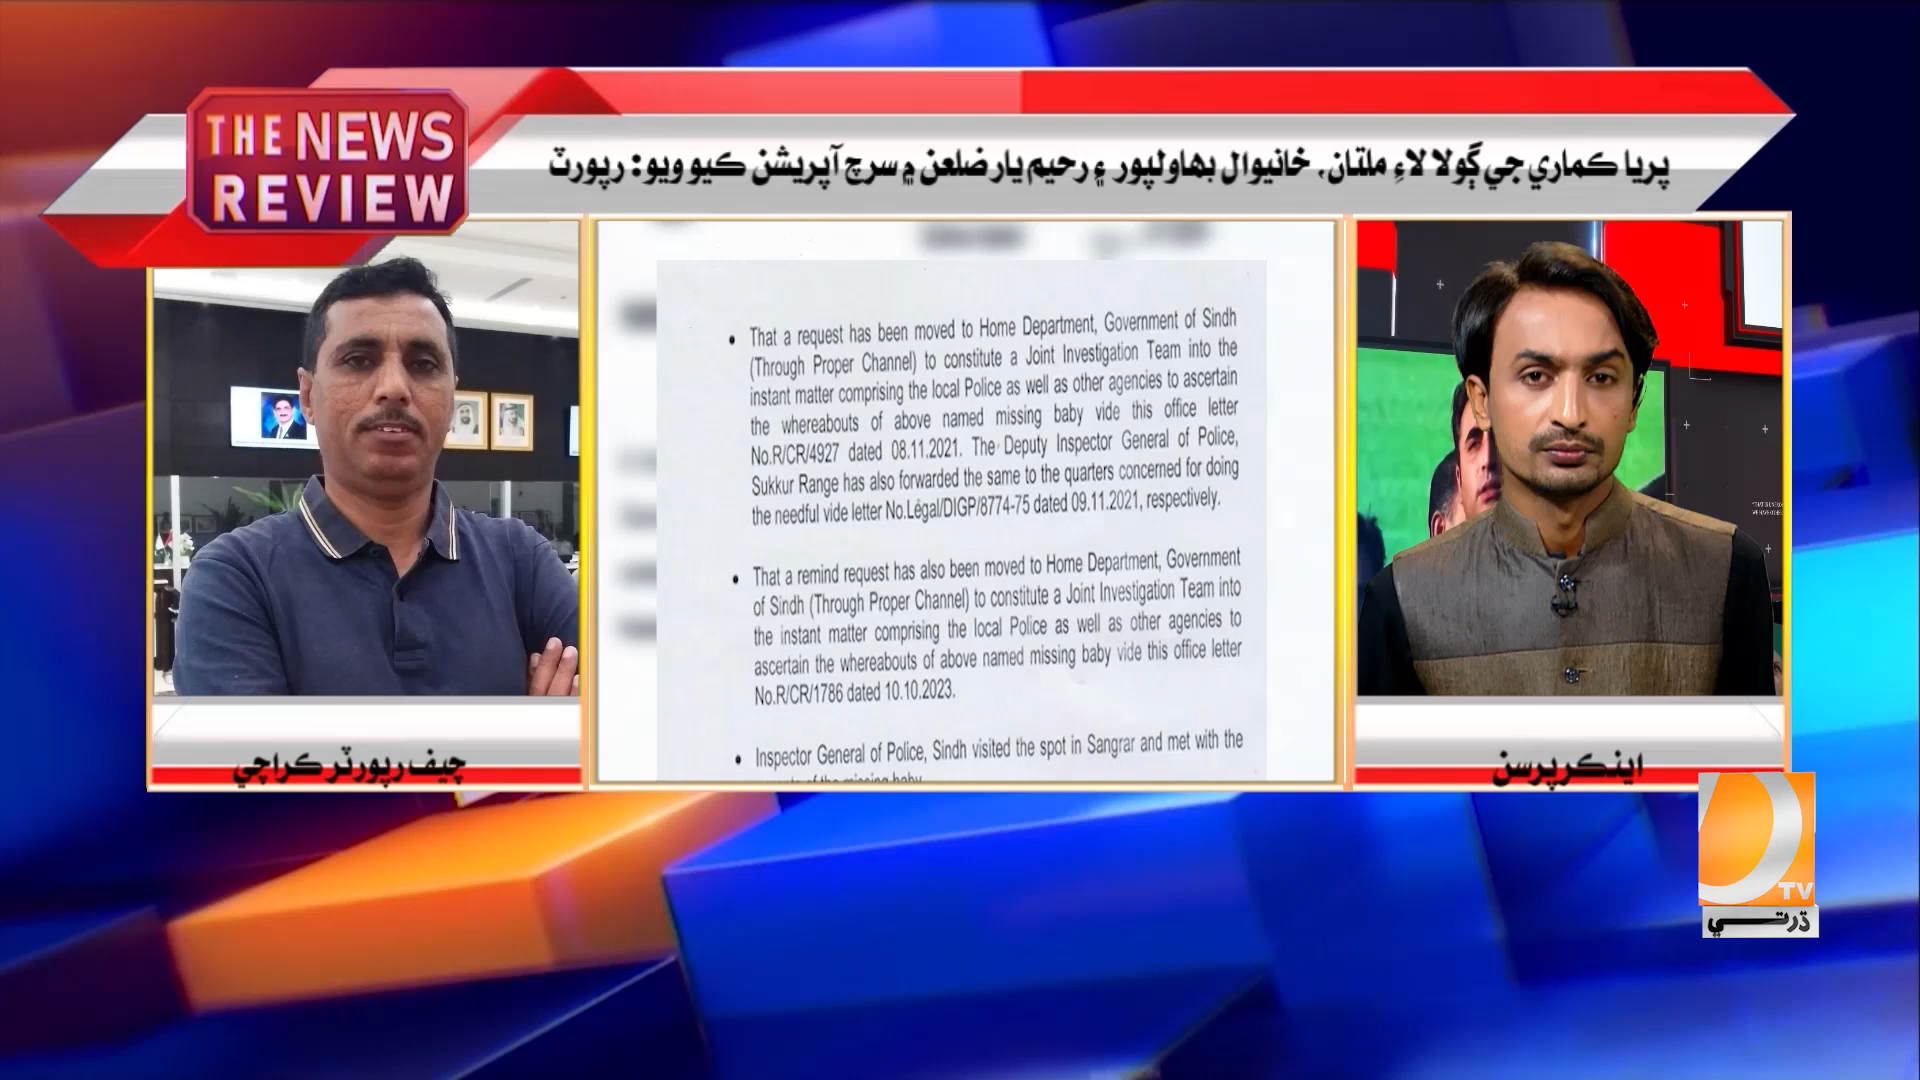 THE NEWS
REVIEW
پريا ڪماري جي ڳولا لاءِ ملتان، خانيوال بھاولپور ۽ رحيم يار ضلعن ۾ سرچ آپريشن ڪيو ويو: رپورٽ
• That a request has been moved to Home Department, Government of Sindh
(Through Proper Channel) to constitute a Joint Investigation Team into the
instant matter comprising the local Police as well as other agencies to ascertain
the whereabouts of above named missing baby vide this office letter
No.R/CR/4927 dated 08.11.2021. The Deputy Inspector General of Police,
Sukkur Range has also forwarded the same to the quarters concerned for doing
the needful vide letter No.Legal/DIGP/8774-75 dated 09.11.2021, respectively.
• That a remind request has also been moved to Home Department, Government
of Sindh (Through Proper Channel) to constitute a Joint Investigation Team into
the instant matter comprising the local Police as well as other agencies to
ascertain the whereabouts of above named missing baby vide this office letter
No.R/CR/1786 dated 10.10.2023.
• Inspector General of Police, Sindh visited the spot in Sangrar and met with the
of the missing baby
چيف رپورٽر ڪراچي
اينڪر پرسن
TV
ڌرتي